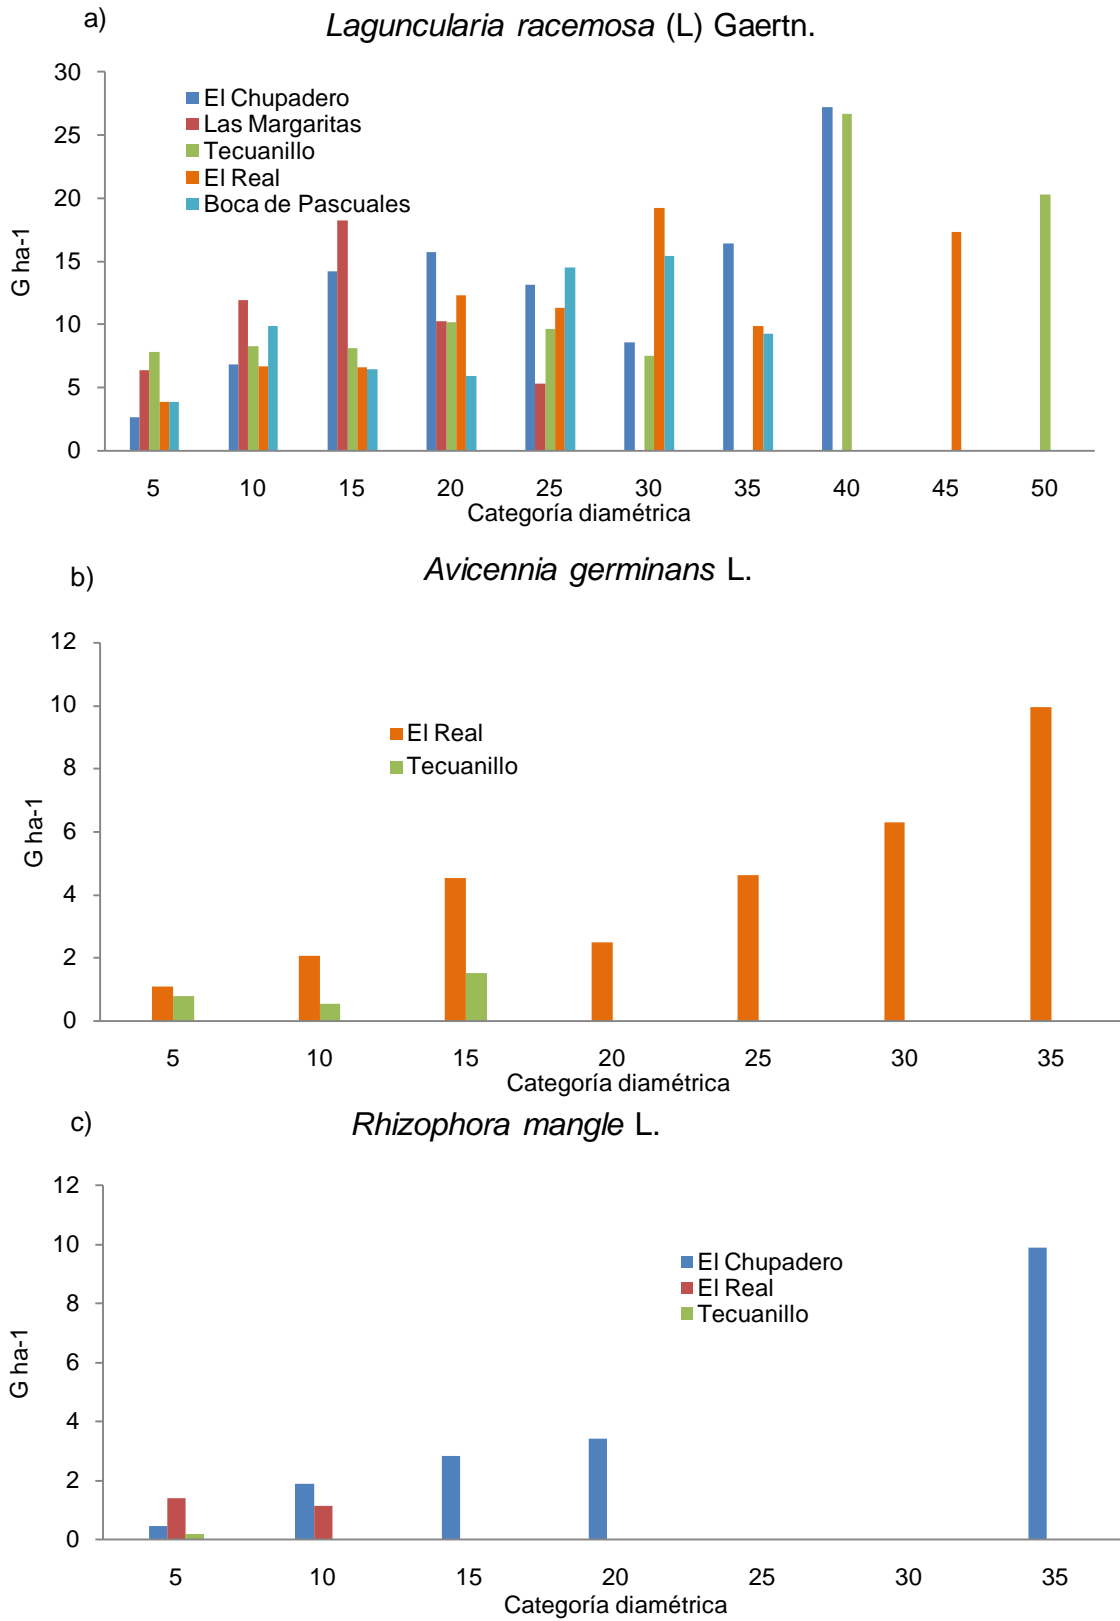 a)
Laguncularia racemosa (L) Gaertn.
30
25
20
15
10
5
0
G ha-1
El Chupadero
Las Margaritas
Tecuanillo
El Real
Boca de Pascuales
5 10 15 20 25 30 35 40 45 50
Categoría diamétrica
b)
Avicennia germinans L.
12
10
8
6
4
2
0
G ha-1
El Real
Tecuanillo
5 10 15 20 25 30 35
Categoría diamétrica
c)
Rhizophora mangle L.
12
10
8
6
4
2
0
G ha-1
El Chupadero
El Real
Tecuanillo
5 10 15 20 25 30 35
Categoría diamétrica